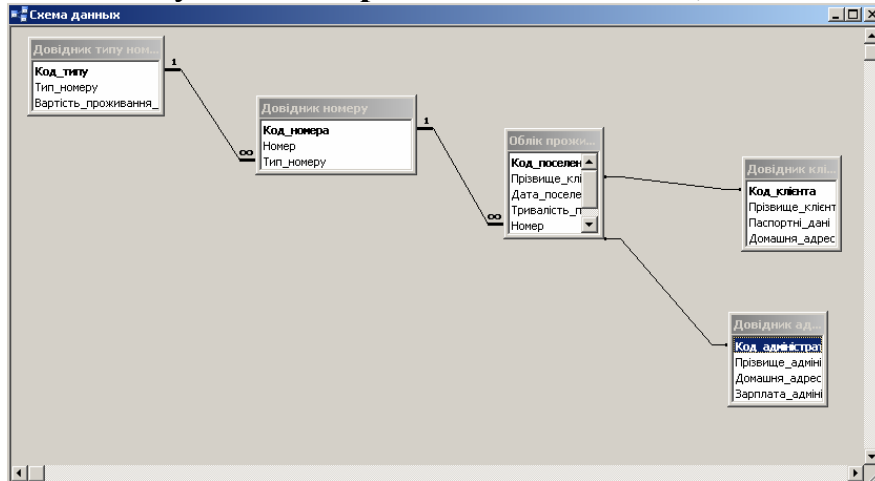 Схема данных
Довідник типу ном...
Код_типу
Тип_номеру
Вартість_проживання_
1
Довідник номеру
Код_номера
Номер
Тип_номеру
∞
1
Облік прожи...
Код_поселен
Прізвище_клі
Дата_поселе
Тривалість_п
Номер
∞
Довідник клі...
Код_клієнта
Прізвище_клієнт
Паспортні_дані
Домашня_адрес
Довідник ад...
Код_адміністрат
Прізвище_адміні
Домашня_адрес
Зарплата_адміні